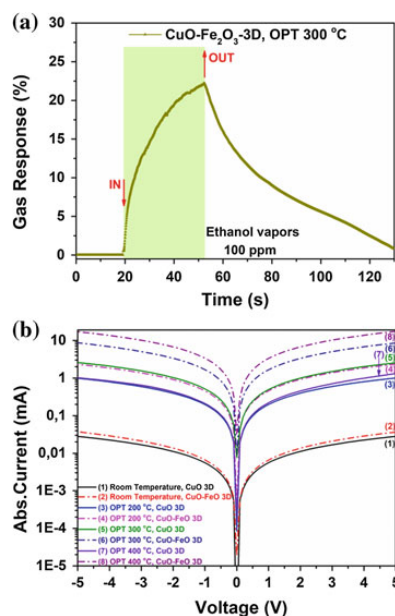 (a)
CuO-Fe₂O₃-3D, OPT 300 °C
OUT
IN
Ethanol vapors
100 ppm
Gas Response (%)
25
20
15
10
5
0
0 20 40 60 80 100 120
Time (s)
(b)
Abs.Current (mA)
10
1
0,1
0,01
1E-3
1E-4
1E-5
(8)
(6)
(7)
(5)
(4)
(3)
(2)
(1)
(1) Room Temperature, CuO 3D
(2) Room Temperature, CuO-FeO 3D
(3) OPT 200 °C, CuO 3D
(4) OPT 200 °C, CuO-FeO 3D
(5) OPT 300 °C, CuO 3D
(6) OPT 300 °C, CuO-FeO 3D
(7) OPT 400 °C, CuO 3D
(8) OPT 400 °C, CuO-FeO 3D
-5 -4 -3 -2 -1 0 1 2 3 4 5
Voltage (V)